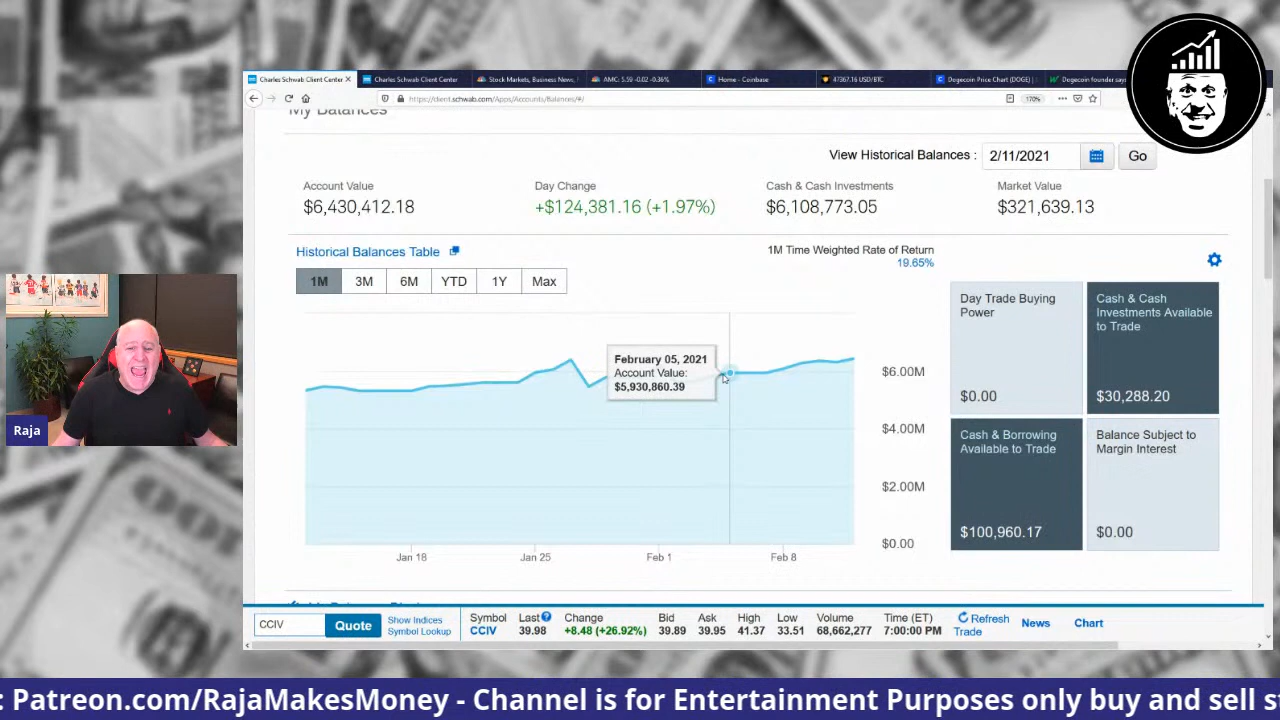 Charles Schwab Client Center
Charles Schwab Client Center
Stock Markets, Business News,
AMC: 5.59 -0.02 -0.36%
Home - Coinbase
47367.16 USD/BTC
Dogecoin Price Chart (DOGE) |
Dogecoin founder says
https://client.schwab.com/Apps/Accounts/Balances/#/
170%
My Balances
View Historical Balances : 2/11/2021 Go
Account Value Day Change Cash & Cash Investments Market Value
$6,430,412.18 +$124,381.16 (+1.97%) $6,108,773.05 $321,639.13
Historical Balances Table
1M Time Weighted Rate of Return
19.65%
1M 3M 6M YTD 1Y Max
February 05, 2021
Account Value:
$5,930,860.39
$6.00M
$4.00M
$2.00M
$0.00
Jan 18 Jan 25 Feb 1 Feb 8
Day Trade Buying
Power
$0.00
Cash & Cash
Investments Available
to Trade
$30,288.20
Cash & Borrowing
Available to Trade
$100,960.17
Balance Subject to
Margin Interest
$0.00
Raja
CCIV Quote
Show Indices
Symbol Lookup
Symbol Last Change Bid Ask High Low Volume Time (ET)
CCIV 39.98 +8.48 (+26.92%) 39.89 39.95 41.37 33.51 68,662,277 7:00:00 PM
Refresh
Trade
News
Chart
: Patreon.com/RajaMakesMoney - Channel is for Entertainment Purposes only buy and sell s